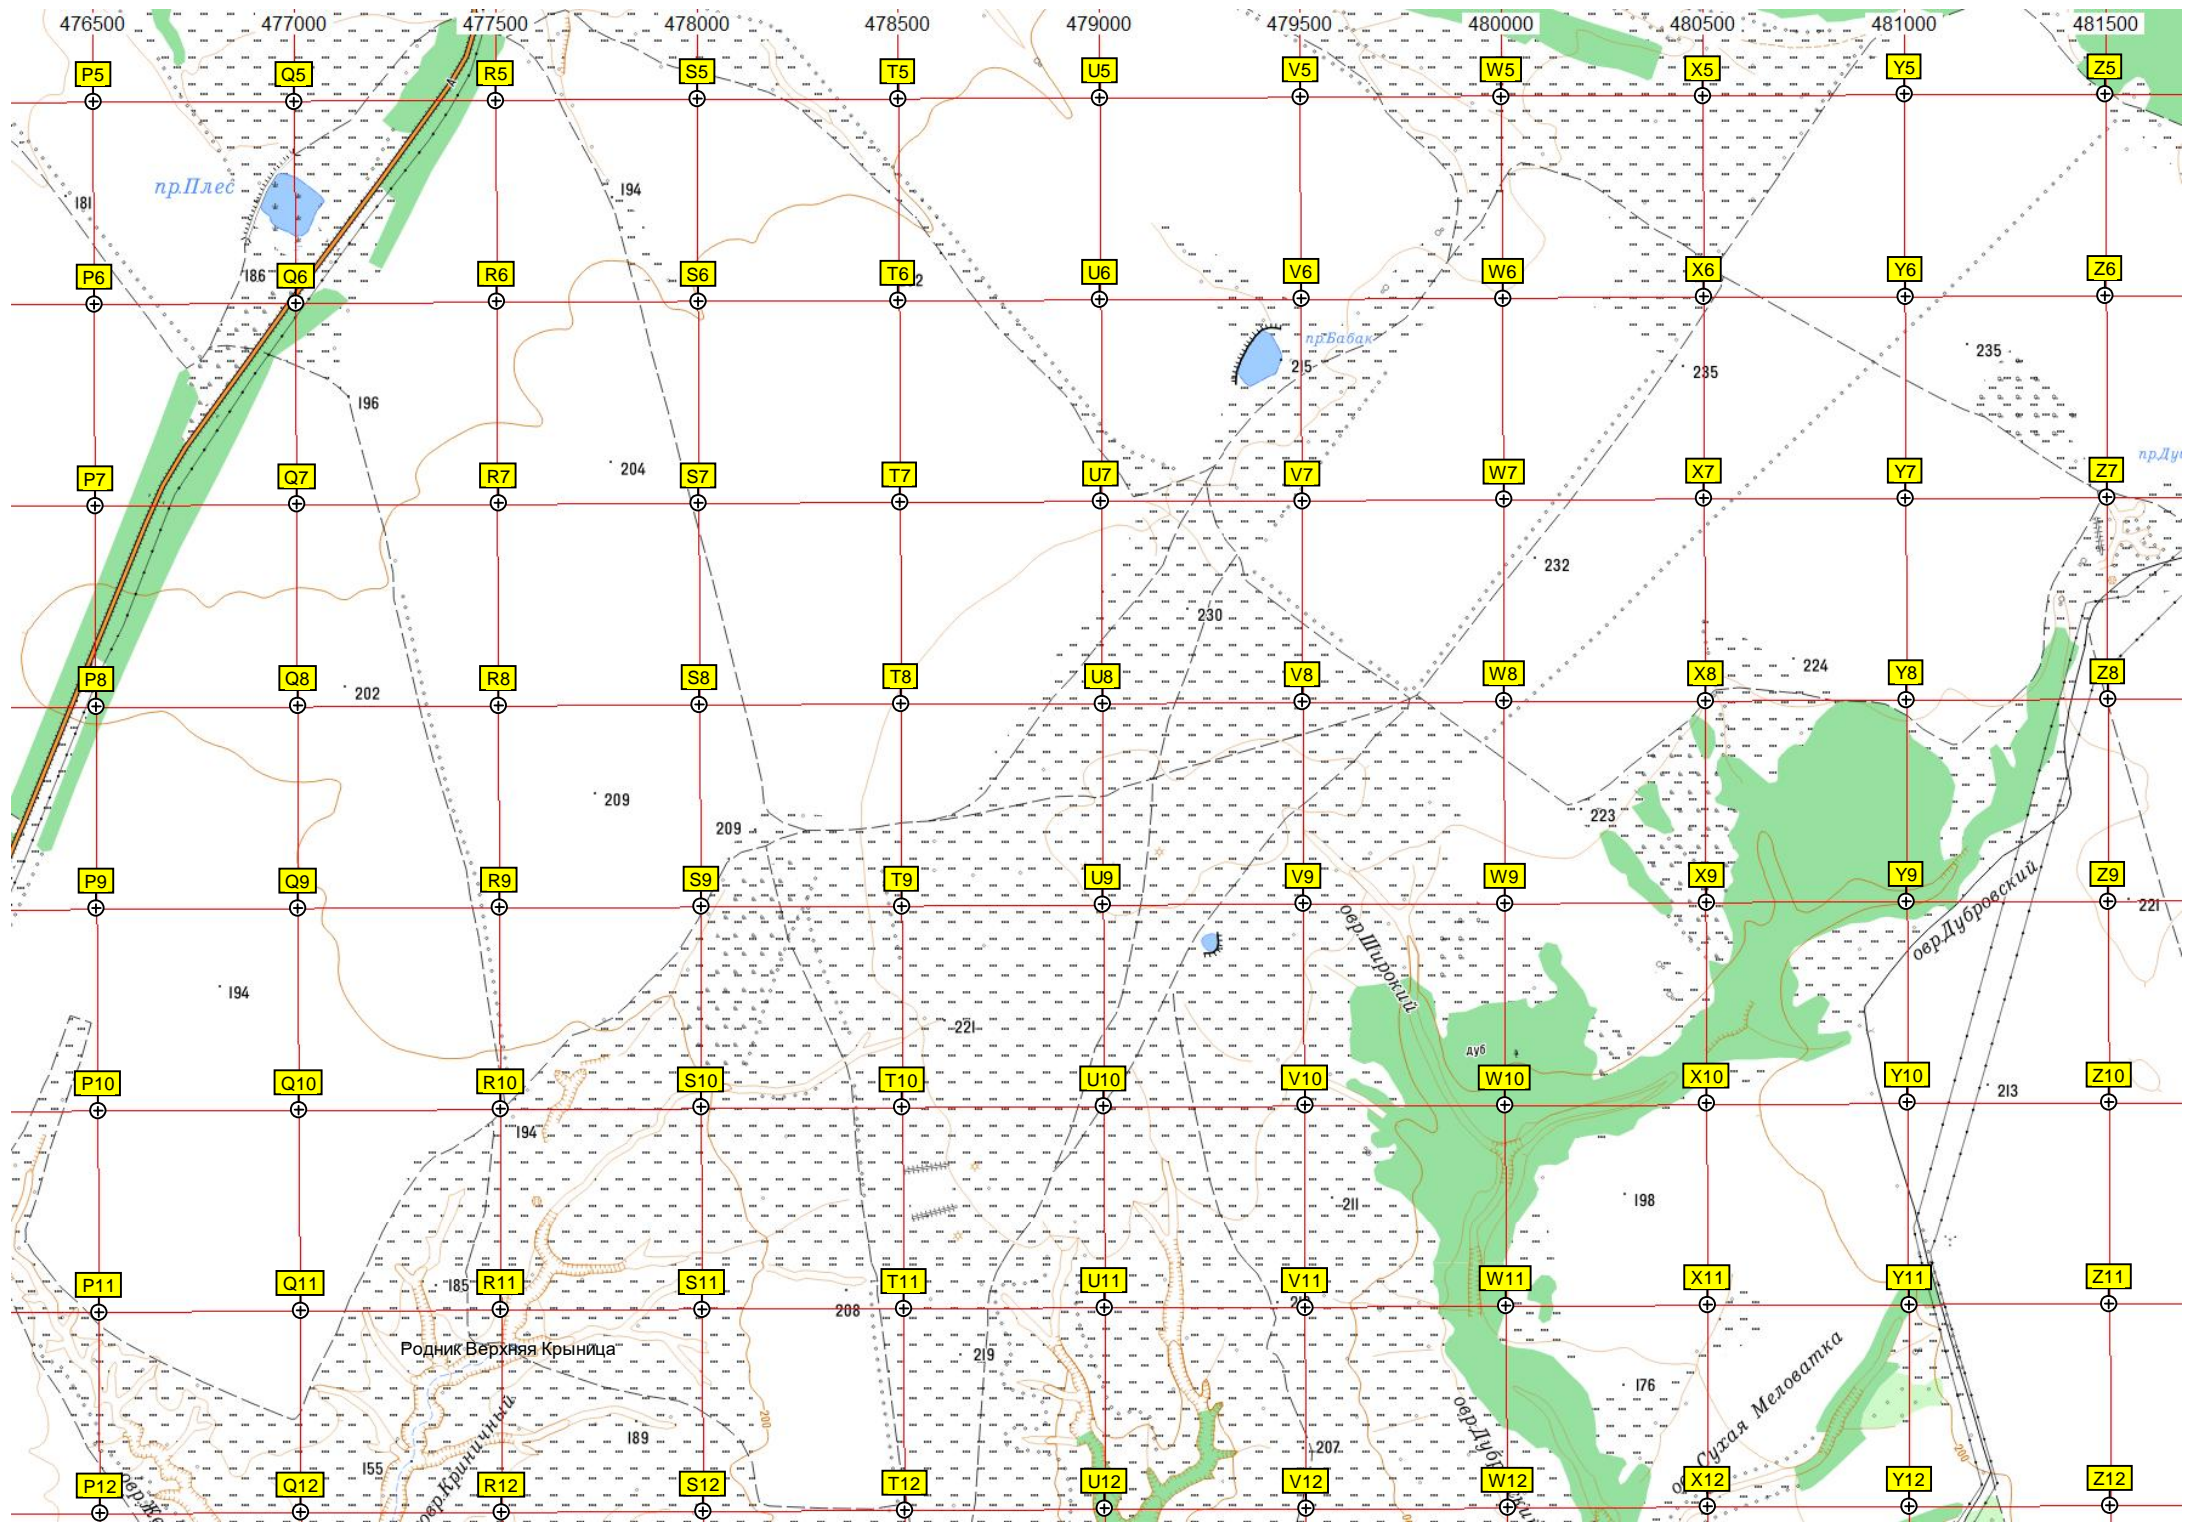 476500 477000 477500 478000 478500 479000 479500 480000 480500 481000 481500
P5 Q5 R5 S5 T5 U5 V5 W5 X5 Y5 Z5
пр.Плес
194
181
186
P6 Q6 R6 S6 T6 U6 V6 W6 X6 Y6 Z6
пр.Бабак
215
235
235
196
204
пр.Ду
P7 Q7 R7 S7 T7 U7 V7 W7 X7 Y7 Z7
232
230
224
202
P8 Q8 R8 S8 T8 U8 V8 W8 X8 Y8 Z8
209
209
223
P9 Q9 R9 S9 T9 U9 V9 W9 X9 Y9 Z9
овр.Широкий
овр.Дубровский
221
194
221
дуб
213
P10 Q10 R10 S10 T10 U10 V10 W10 X10 Y10 Z10
194
211
198
185
P11 Q11 R11 S11 T11 U11 V11 W11 X11 Y11 Z11
208
Родник Верхняя Крыница
219
176
Сухая Меловатка
овр.Криничный
200
189
207
200
155
P12 Q12 R12 S12 T12 U12 V12 W12 X12 Y12 Z12